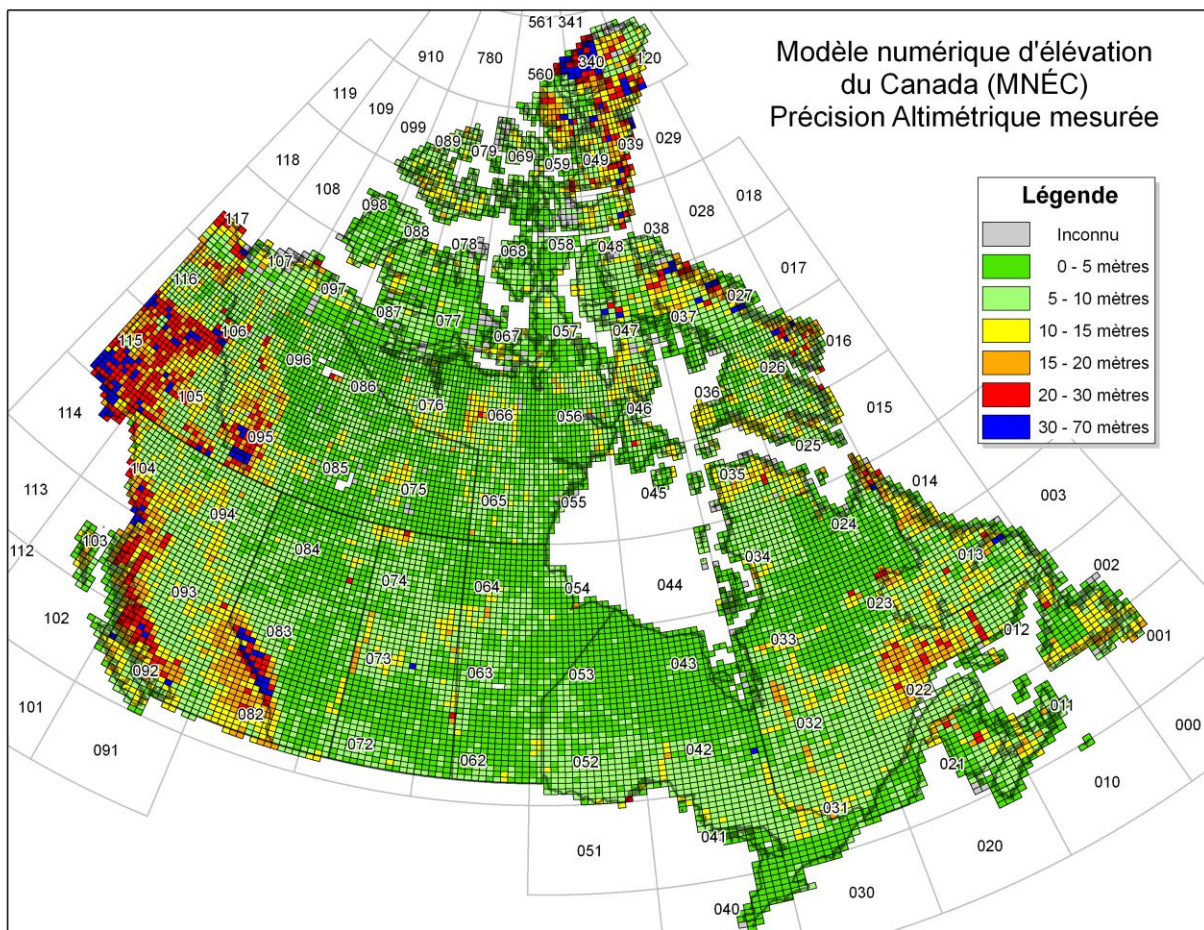 Modèle numérique d'élévation
du Canada (MNÉC)
Précision Altimétrique mesurée
Légende
Inconnu
0 - 5 mètres
5 - 10 mètres
10 - 15 mètres
15 - 20 mètres
20 - 30 mètres
30 - 70 mètres
561 341
910 780
560 340 120
119 109 099 089 079 069 059 049 039 029
118 108 098 088 078 068 058 048 038 028 018
117 107 097 087 077 067 057 047 037 027 017
116 106 096 086 076 066 056 046 036 026 016
115 105 095 085 075 065 055 045 035 025 015
114 104 094 084 074 064 054 044 034 024 014
113 103 093 083 073 063 053 043 033 023 013 003
112 102 092 082 072 062 052 042 032 022 012 002
101 091 051 041 031 021 011 001
040 030 020 010 000